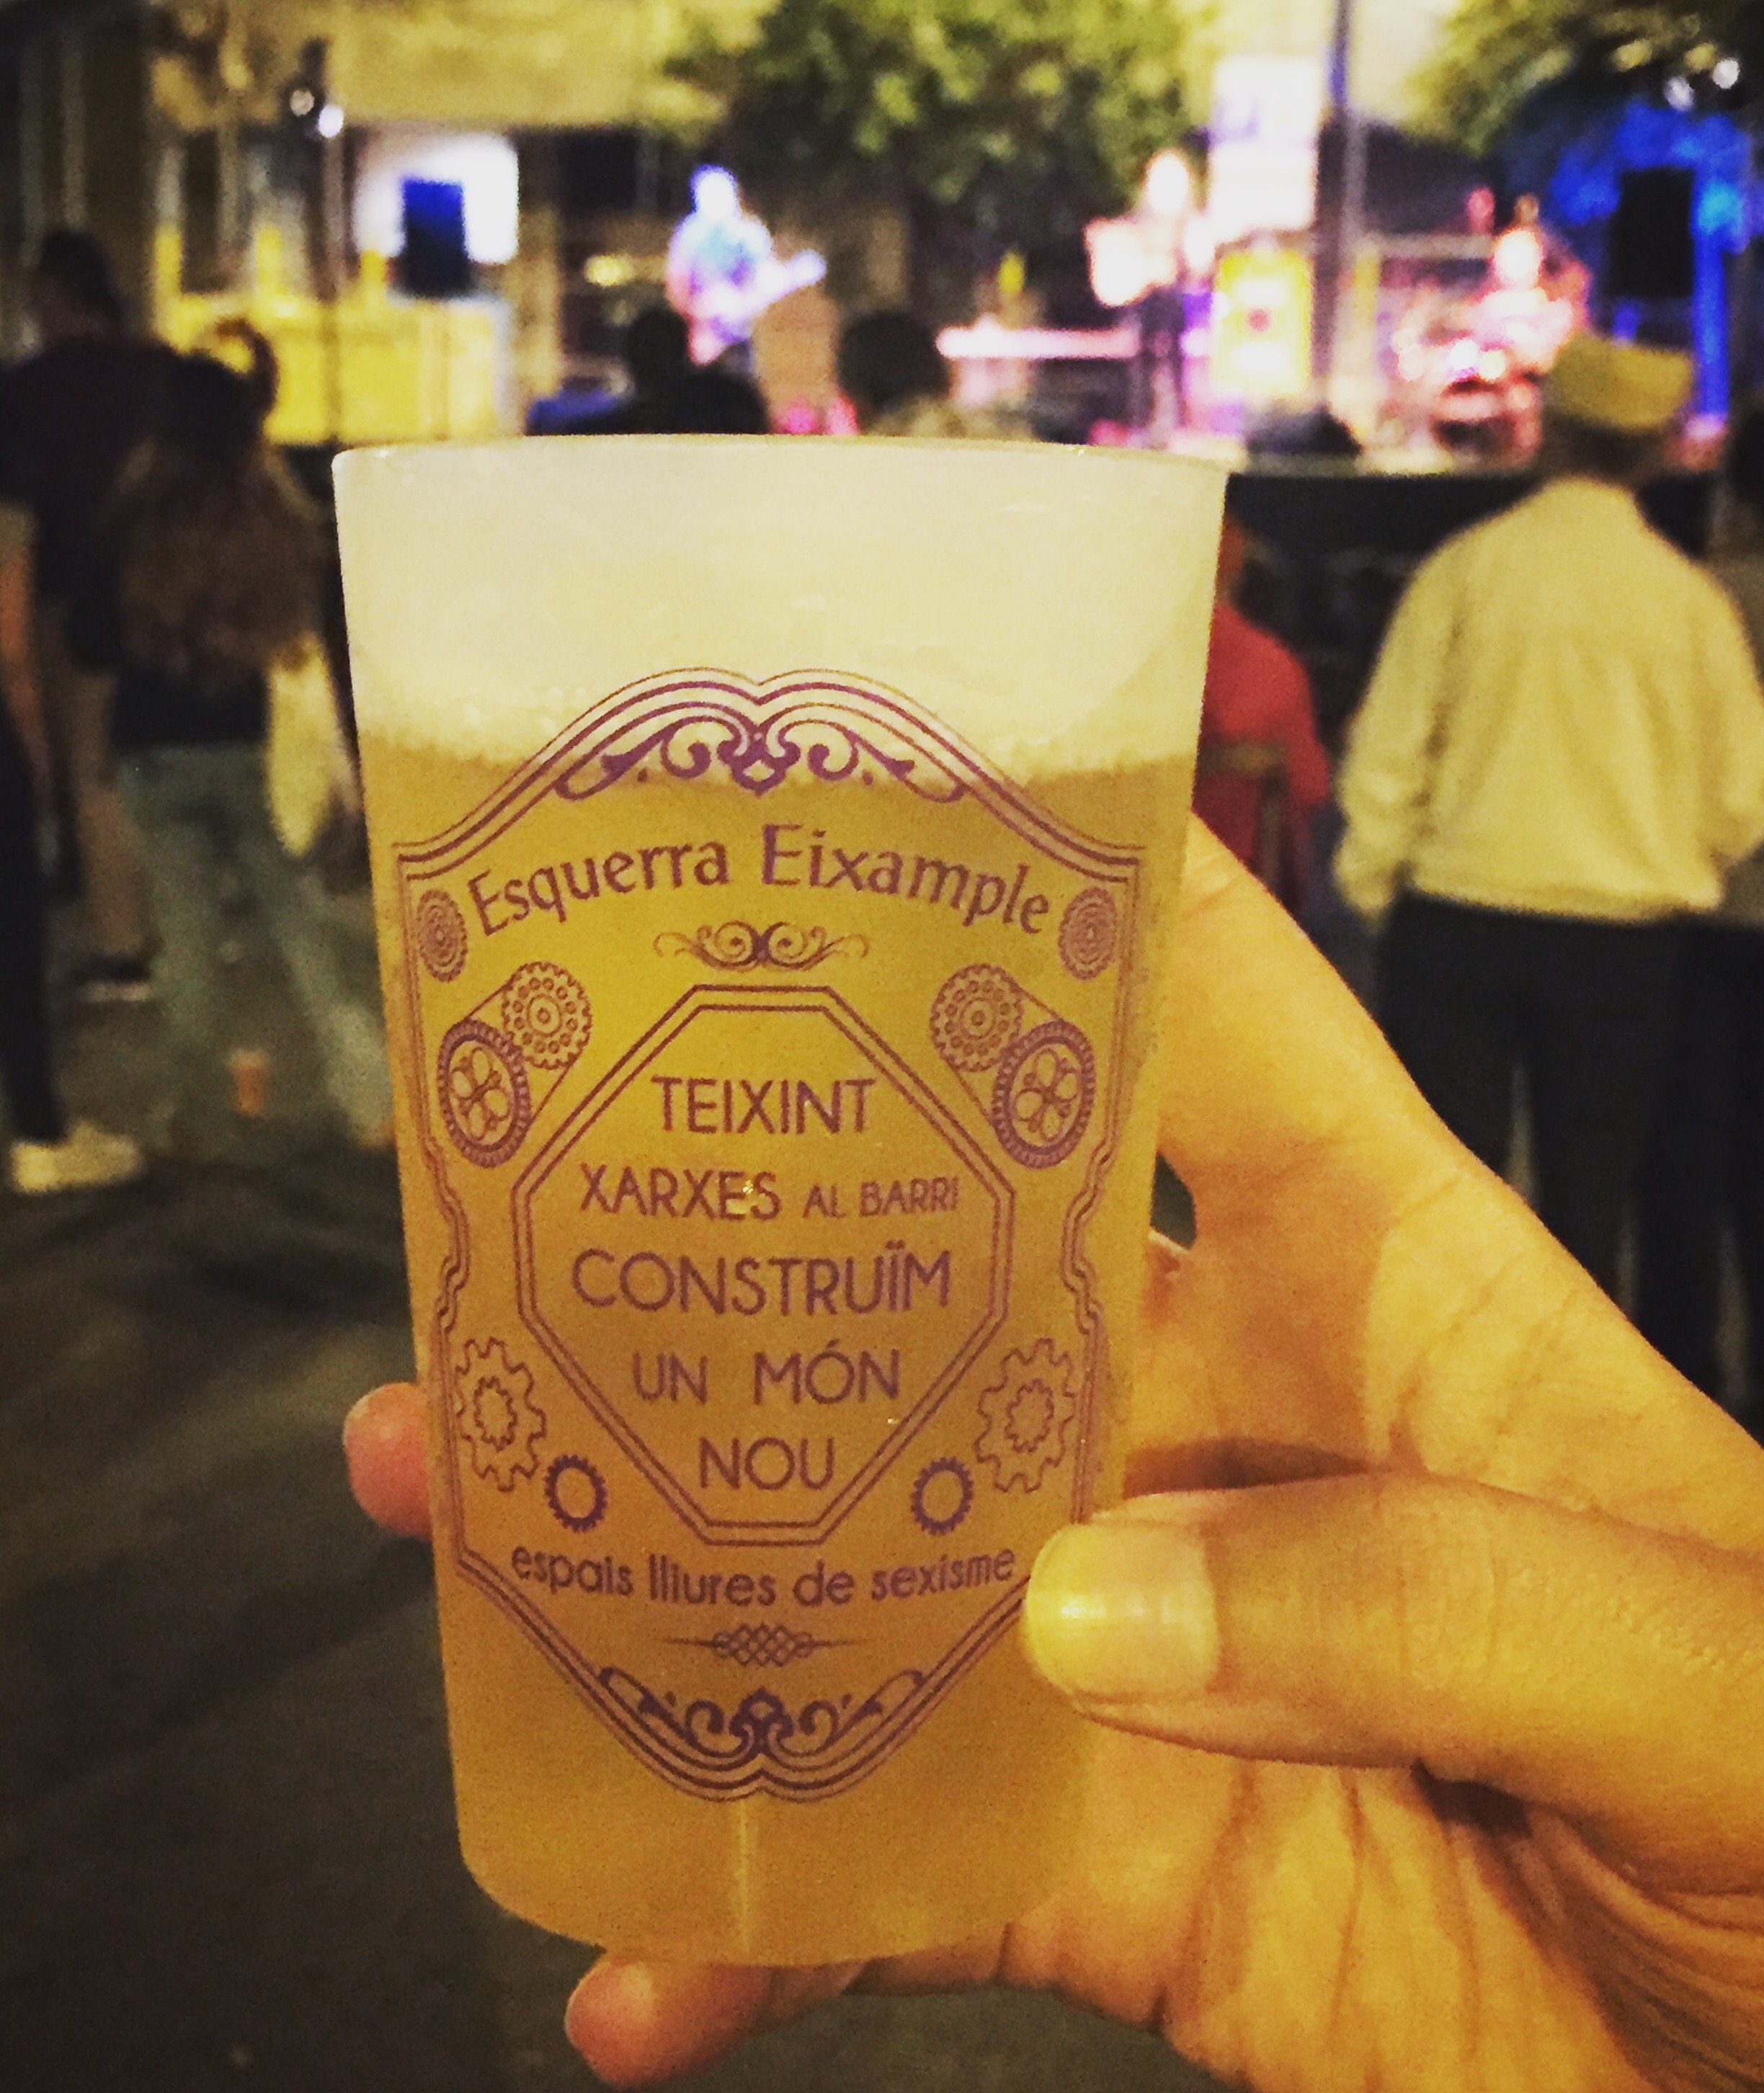 Esquerra Eixample
TEIXINT
XARXES AL BARRI
CONSTRUÏM
UN MÓN
NOU
espais lliures de sexisme